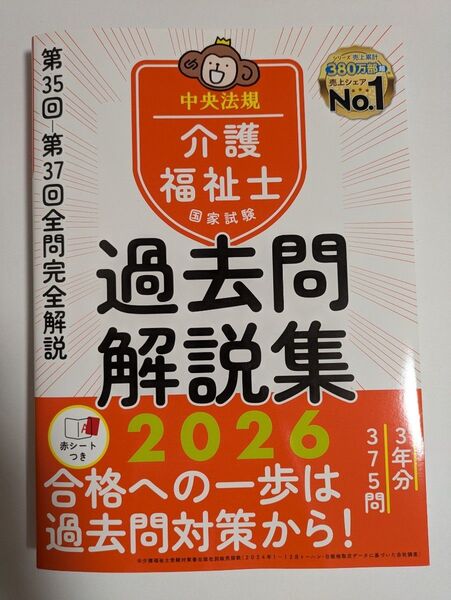 第35回-第37回全問完全解説
シリーズ売上累計
380万部超
売上シェア
No.1
中央法規
介護
福祉士
国家試験
過去問
解説集
2026
赤シート
つき
3年分
375問
合格への一歩は
過去問対策から!